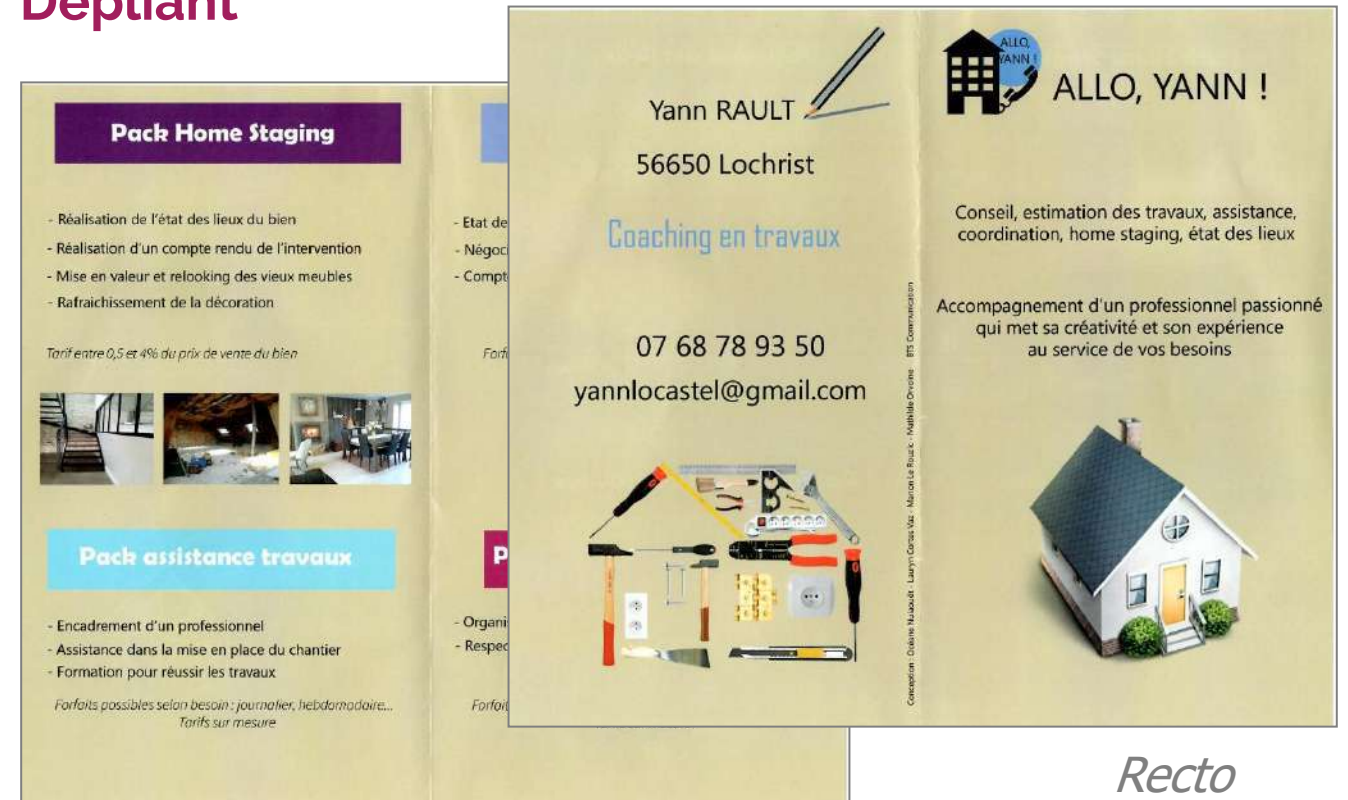 Dépliant
Pack Home Staging
- Réalisation de l'état des lieux du bien
- Réalisation d'un compte rendu de l'intervention
- Mise en valeur et relooking des vieux meubles
- Rafraichissement de la décoration
Tarif entre 0,5 et 4% du prix de vente du bien
Pack assistance travaux
- Encadrement d'un professionnel
- Assistance dans la mise en place du chantier
- Formation pour réussir les travaux
Forfaits possibles selon besoin : journalier, hebdomadaire...
Tarifs sur mesure
- Etat de
- Négoc
- Compt
Forf
P
- Organi
- Respec
Forfait
Yann RAULT
56650 Lochrist
Coaching en travaux
07 68 78 93 50
yannlocastel@gmail.com
Conception : Océane - Lauryn Cortes Vaz - Marion Le Rouzic - Mathilde Orvoine - BTS Communication
ALLO,
YANN !
ALLO, YANN !
Conseil, estimation des travaux, assistance,
coordination, home staging, état des lieux
Accompagnement d'un professionnel passionné
qui met sa créativité et son expérience
au service de vos besoins
Recto